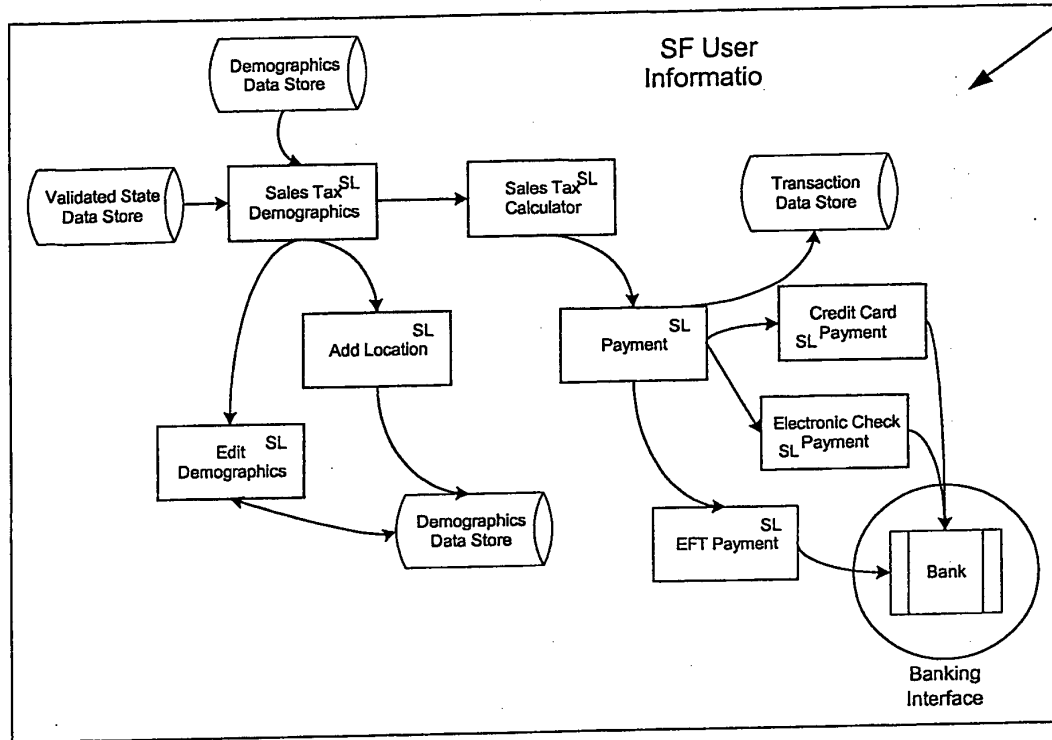 SF User
Informatio
Demographics
Data Store
Validated State
Data Store
SL
Sales Tax
Demographics
SL
Sales Tax
Calculator
Transaction
Data Store
SL
Add Location
SL
Payment
Credit Card
SL Payment
SL
Edit
Demographics
Electronic Check
SL Payment
Demographics
Data Store
SL
EFT Payment
Bank
Banking
Interface